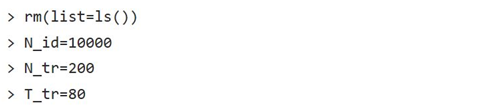 > rm(list=ls())
> N_id=10000
> N_tr=200
> T_tr=80